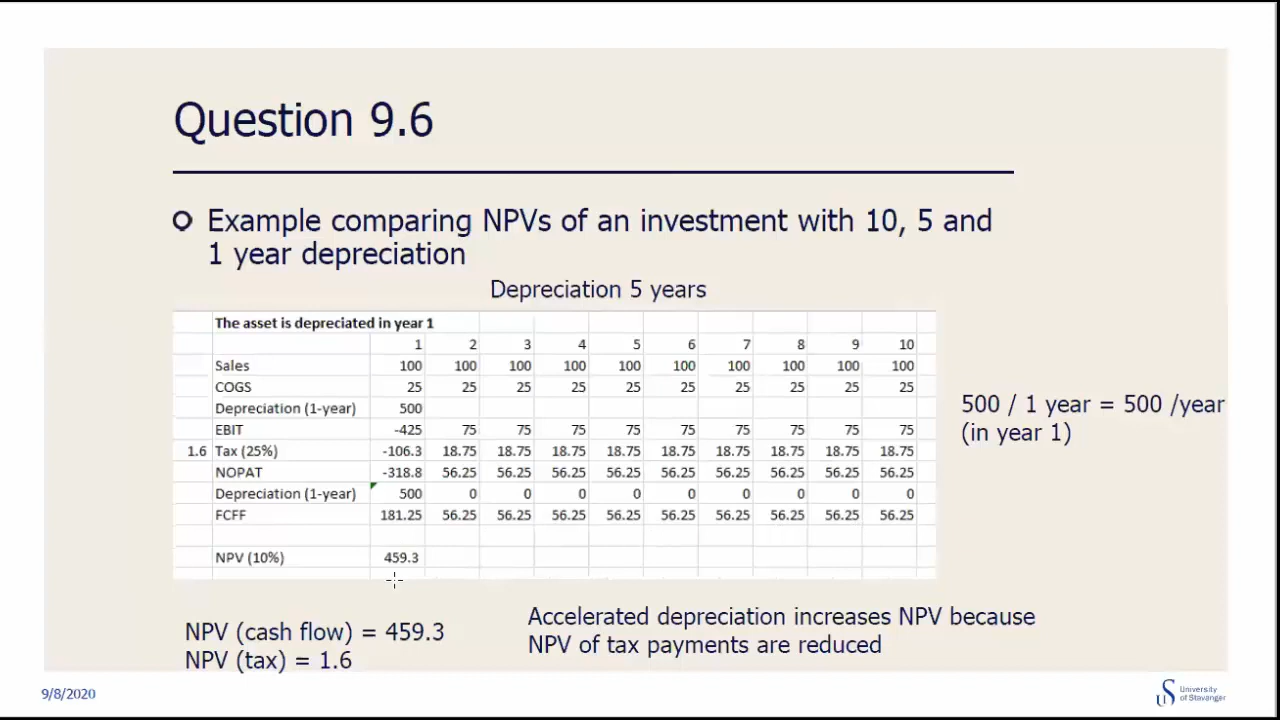 Question 9.6
Example comparing NPVs of an investment with 10, 5 and
1 year depreciation
Depreciation 5 years
The asset is depreciated in year 1
1 2 3 4 5 6 7 8 9 10
Sales 100 100 100 100 100 100 100 100 100 100
COGS 25 25 25 25 25 25 25 25 25 25
Depreciation (1-year) 500
EBIT -425 75 75 75 75 75 75 75 75 75
1.6 Tax (25%) -106.3 18.75 18.75 18.75 18.75 18.75 18.75 18.75 18.75 18.75
NOPAT -318.8 56.25 56.25 56.25 56.25 56.25 56.25 56.25 56.25 56.25
Depreciation (1-year) 500 0 0 0 0 0 0 0 0 0
FCFF 181.25 56.25 56.25 56.25 56.25 56.25 56.25 56.25 56.25 56.25
NPV (10%) 459.3
500 / 1 year = 500 /year
(in year 1)
NPV (cash flow) = 459.3
NPV (tax) = 1.6
Accelerated depreciation increases NPV because
NPV of tax payments are reduced
9/8/2020
University
of Stavanger